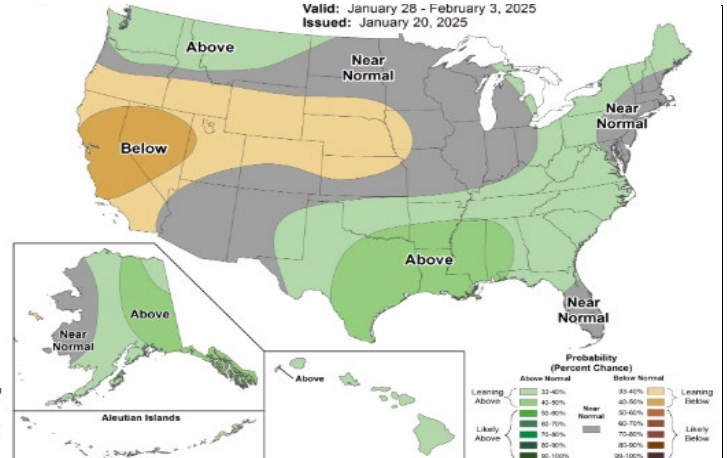 Valid: January 28 - February 3, 2025
Issued: January 20, 2025
Above
Near
Normal
Near
Normal
Below
Above
Near
Normal
Above
Near
Normal
Above
Aleutian Islands
Probability
(Percent Chance)
Above Normal
Below Normal
Leaning
Above
33-40%
40-50%
Likely
Above
50-60%
60-70%
70-80%
80-90%
90-100%
Near
Normal
33-40%
40-50%
Leaning
Below
50-60%
60-70%
70-80%
80-90%
90-100%
Likely
Below